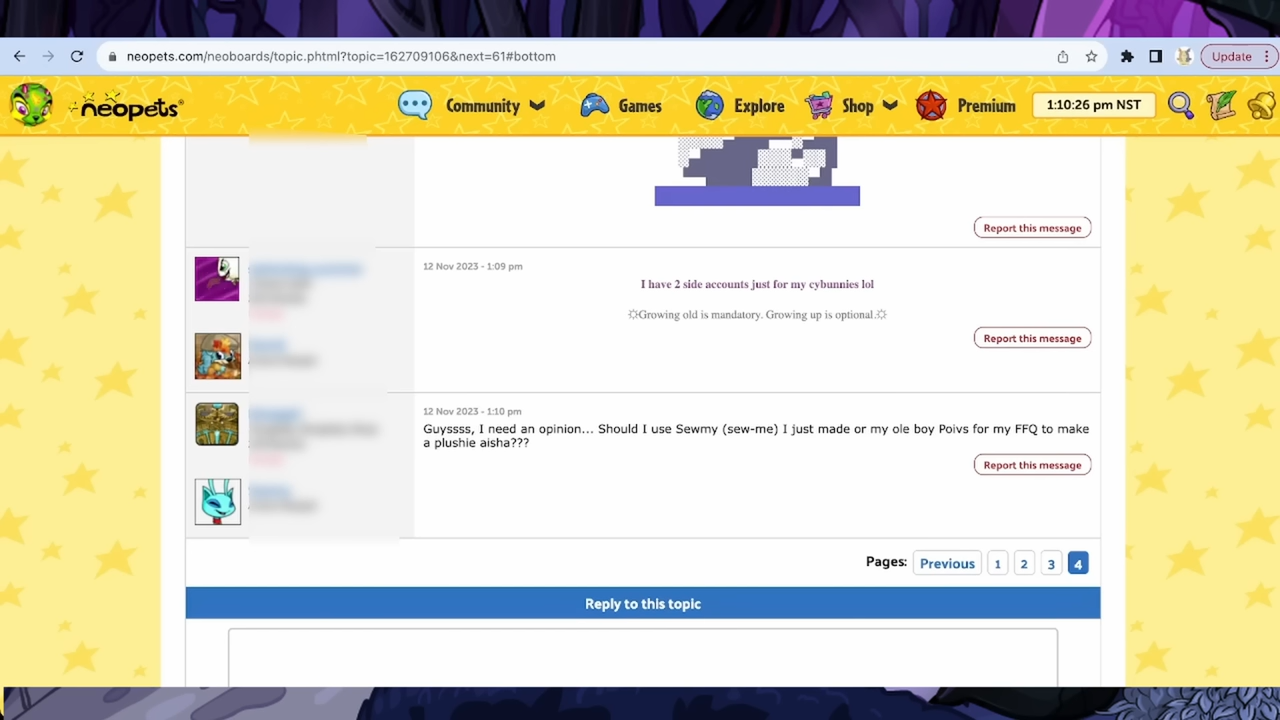 neopets.com/neoboards/topic.phtml?topic=162709106&next=61#bottom
Update
neopets
Community
Games
Explore
Shop
Premium
1:10:26 pm NST
Report this message
12 Nov 2023 - 1:09 pm
I have 2 side accounts just for my cybunnies lol
☼Growing old is mandatory. Growing up is optional.☼
Report this message
12 Nov 2023 - 1:10 pm
Guyssss, I need an opinion... Should I use Sewmy (sew-me) I just made or my ole boy Poivs for my FFQ to make
a plushie aisha???
Report this message
Pages: Previous 1 2 3 4
Reply to this topic